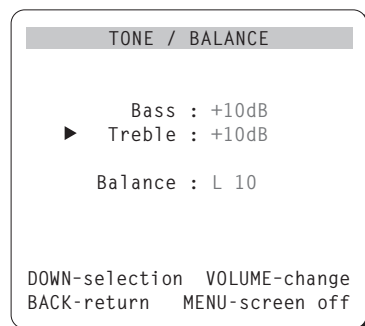 TONE / BALANCE
Bass : +10dB
Treble : +10dB
Balance : L 10
DOWN-selection VOLUME-change
BACK-return MENU-screen off